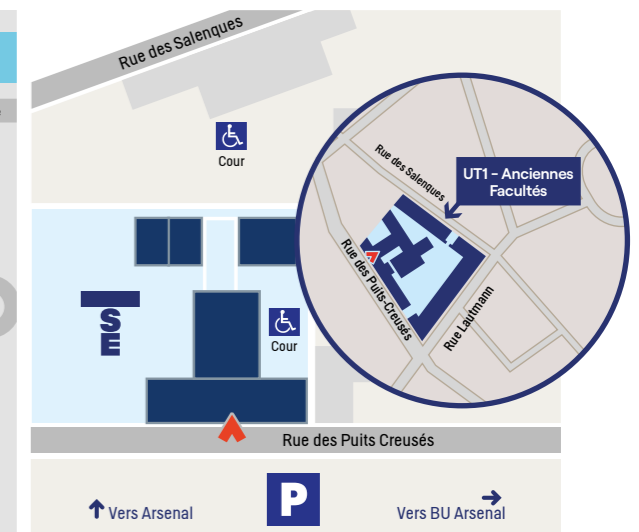 Rue des Salenques
Cour
Rue des Salenques
UT1 - Anciennes
Facultés
Rue des Puits-Creusés
Rue Lautmann
TSE
Cour
Rue des Puits Creusés
P
Vers Arsenal
Vers BU Arsenal